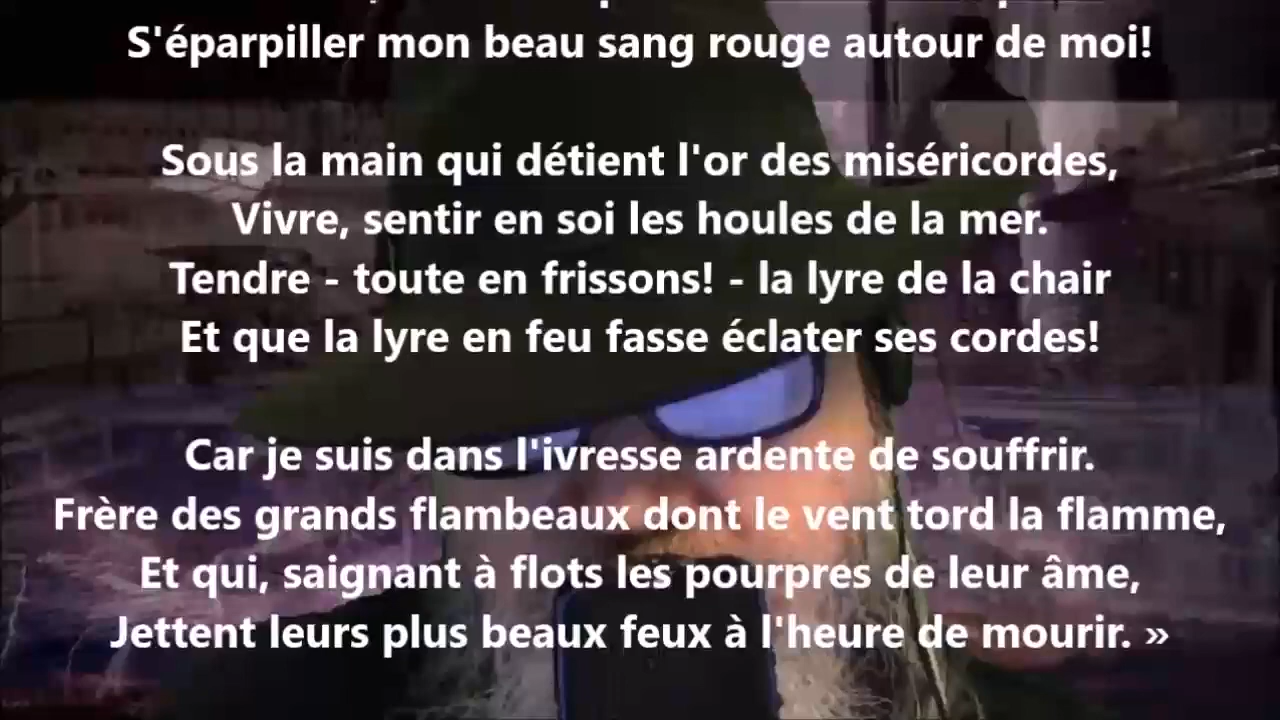 S'éparpiller mon beau sang rouge autour de moi!
Sous la main qui détient l'or des miséricordes,
Vivre, sentir en soi les houles de la mer.
Tendre - toute en frissons! - la lyre de la chair
Et que la lyre en feu fasse éclater ses cordes!
Car je suis dans l'ivresse ardente de souffrir.
Frère des grands flambeaux dont le vent tord la flamme,
Et qui, saignant à flots les pourpres de leur âme,
Jettent leurs plus beaux feux à l'heure de mourir. »